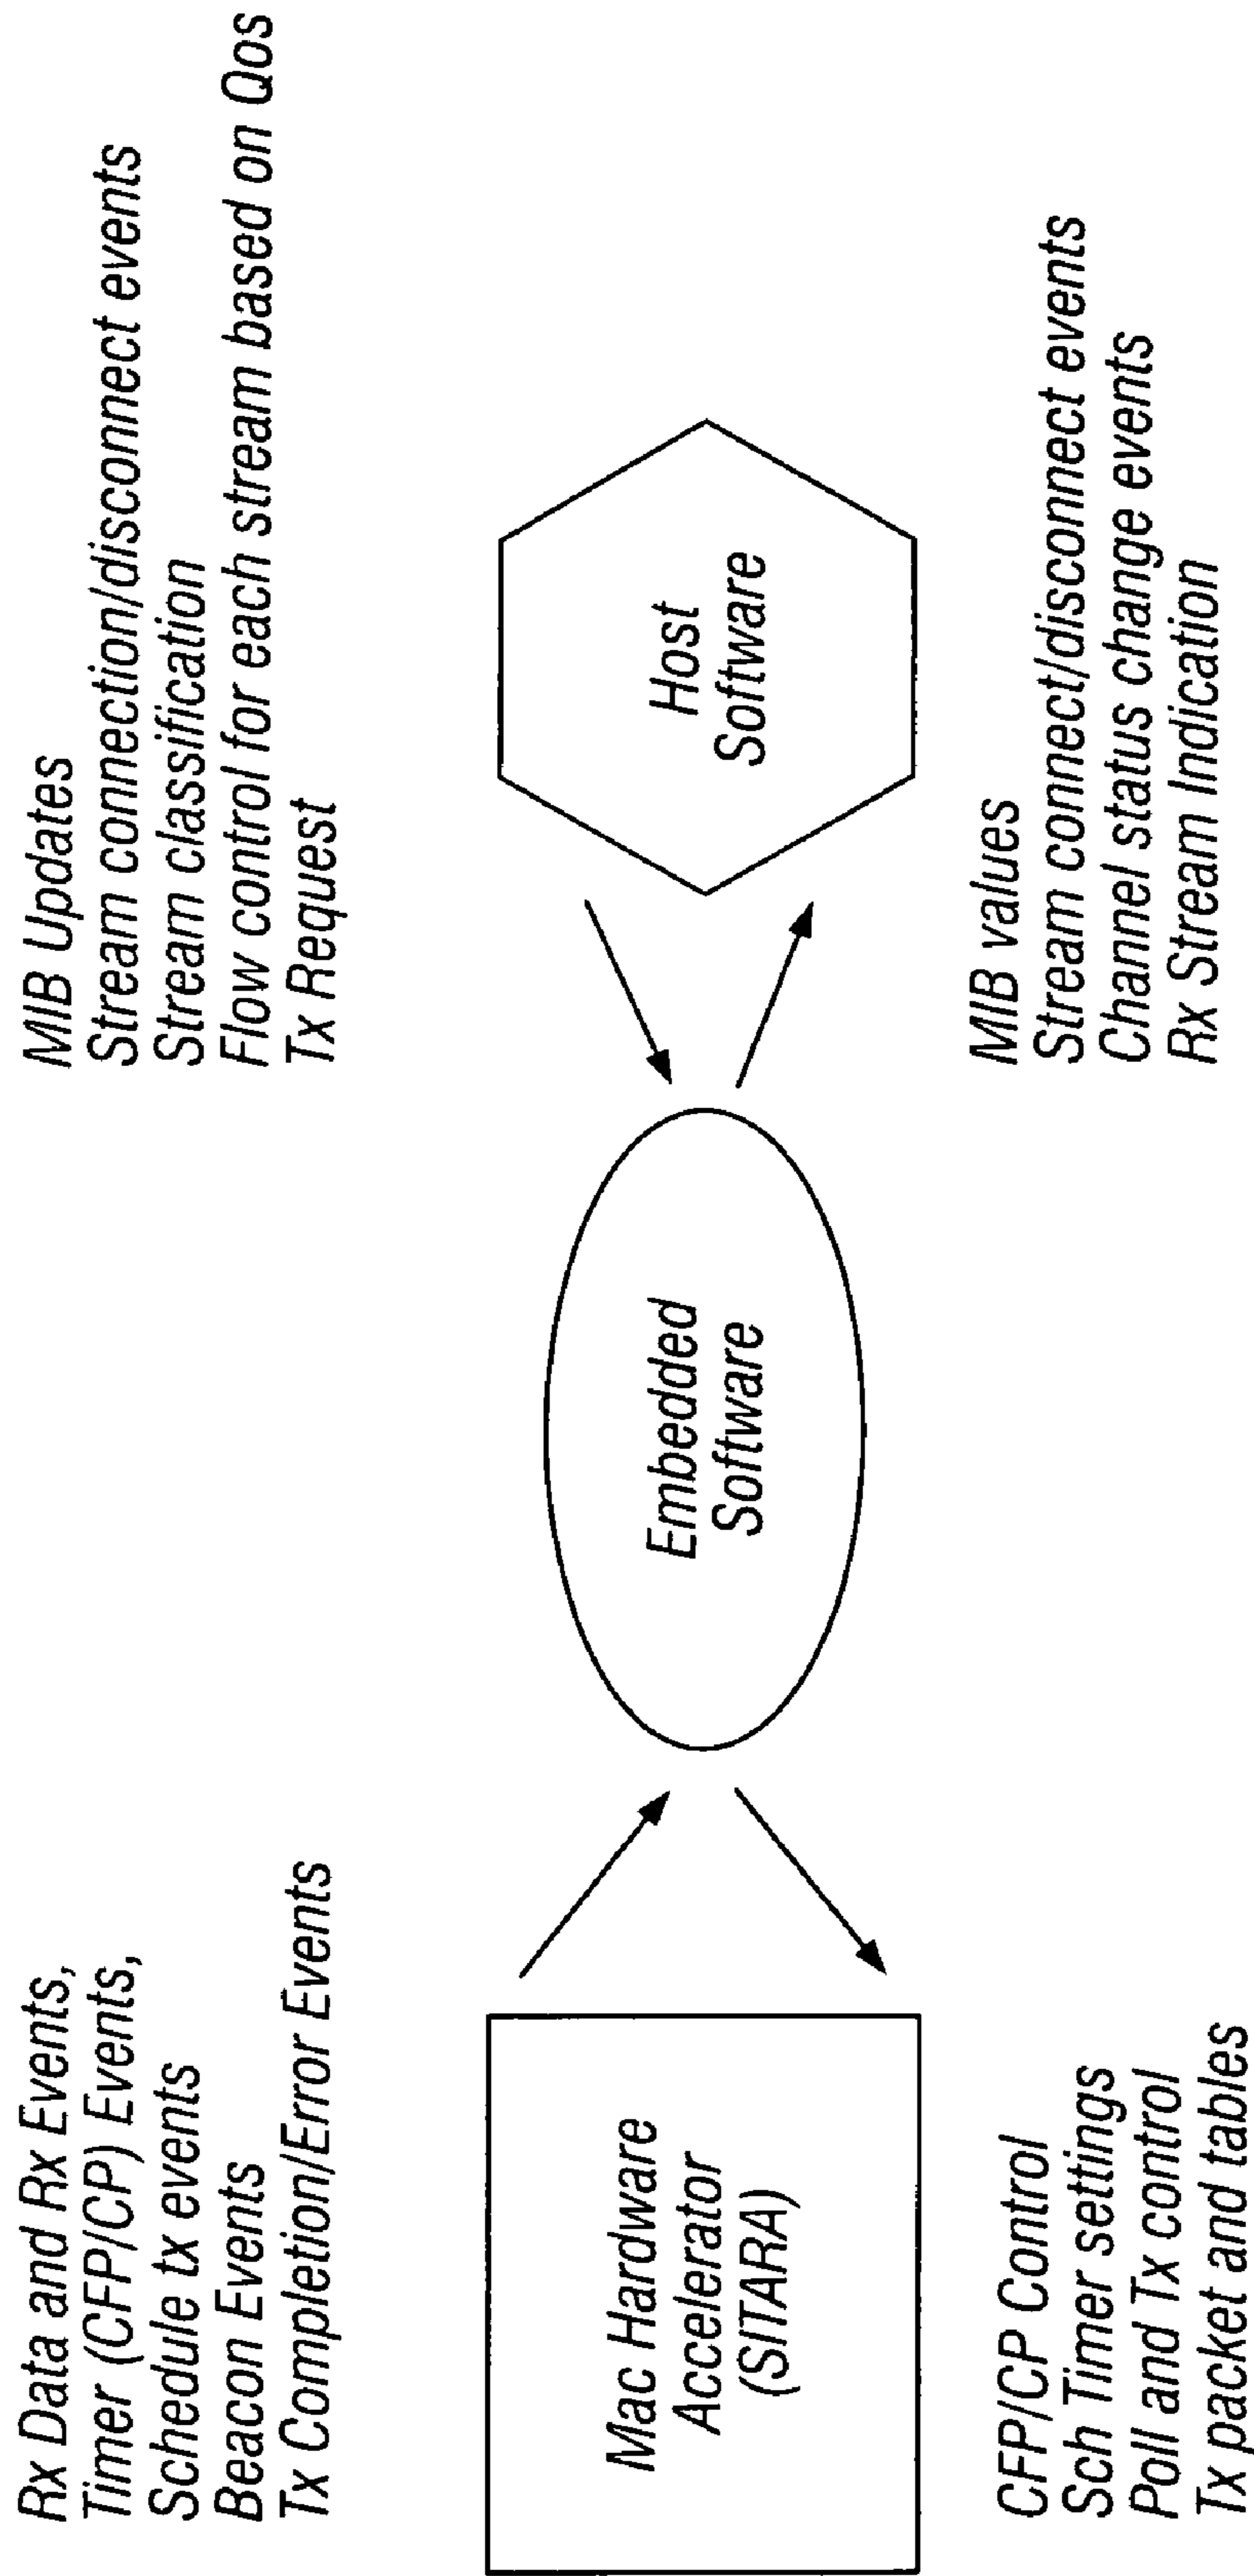 Rx Data and Rx Events,
Timer (CFP/CP) Events,
Schedule tx events
Beacon Events
Tx Completion/Error Events
MIB Updates
Stream connection/disconnect events
Stream classification
Flow control for each stream based on Qos
Tx Request
Mac Hardware
Accelerator
(SITARA)
Embedded
Software
Host
Software
CFP/CP Control
Sch Timer settings
Poll and Tx control
Tx packet and tables
MIB values
Stream connect/disconnect events
Channel status change events
Rx Stream Indication